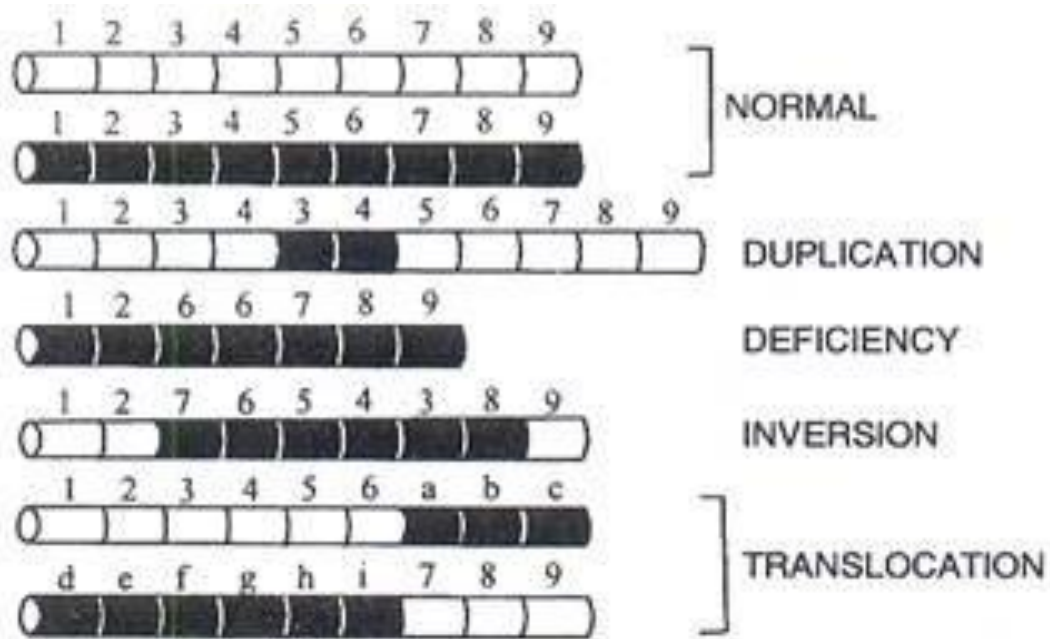 1 2 3 4 5 6 7 8 9
NORMAL
1 2 3 4 5 6 7 8 9
1 2 3 4 3 4 5 6 7 8 9
DUPLICATION
1 2 6 6 7 8 9
DEFICIENCY
1 2 7 6 5 4 3 8 9
INVERSION
1 2 3 4 5 6 a b c
TRANSLOCATION
d e f g h i 7 8 9